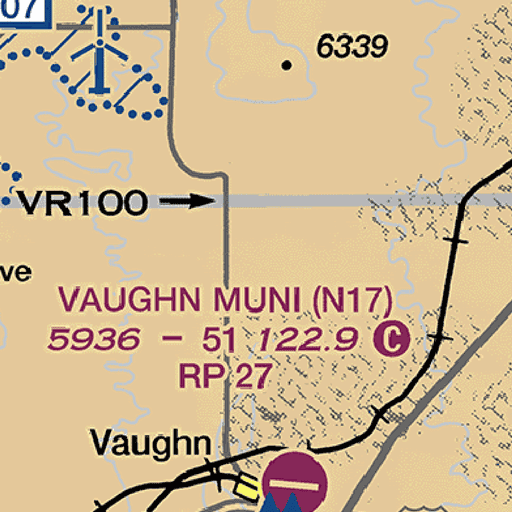 07
6339
VR100
ve
VAUGHN MUNI (N17)
5936 – 51 122.9 C
RP 27
Vaughn